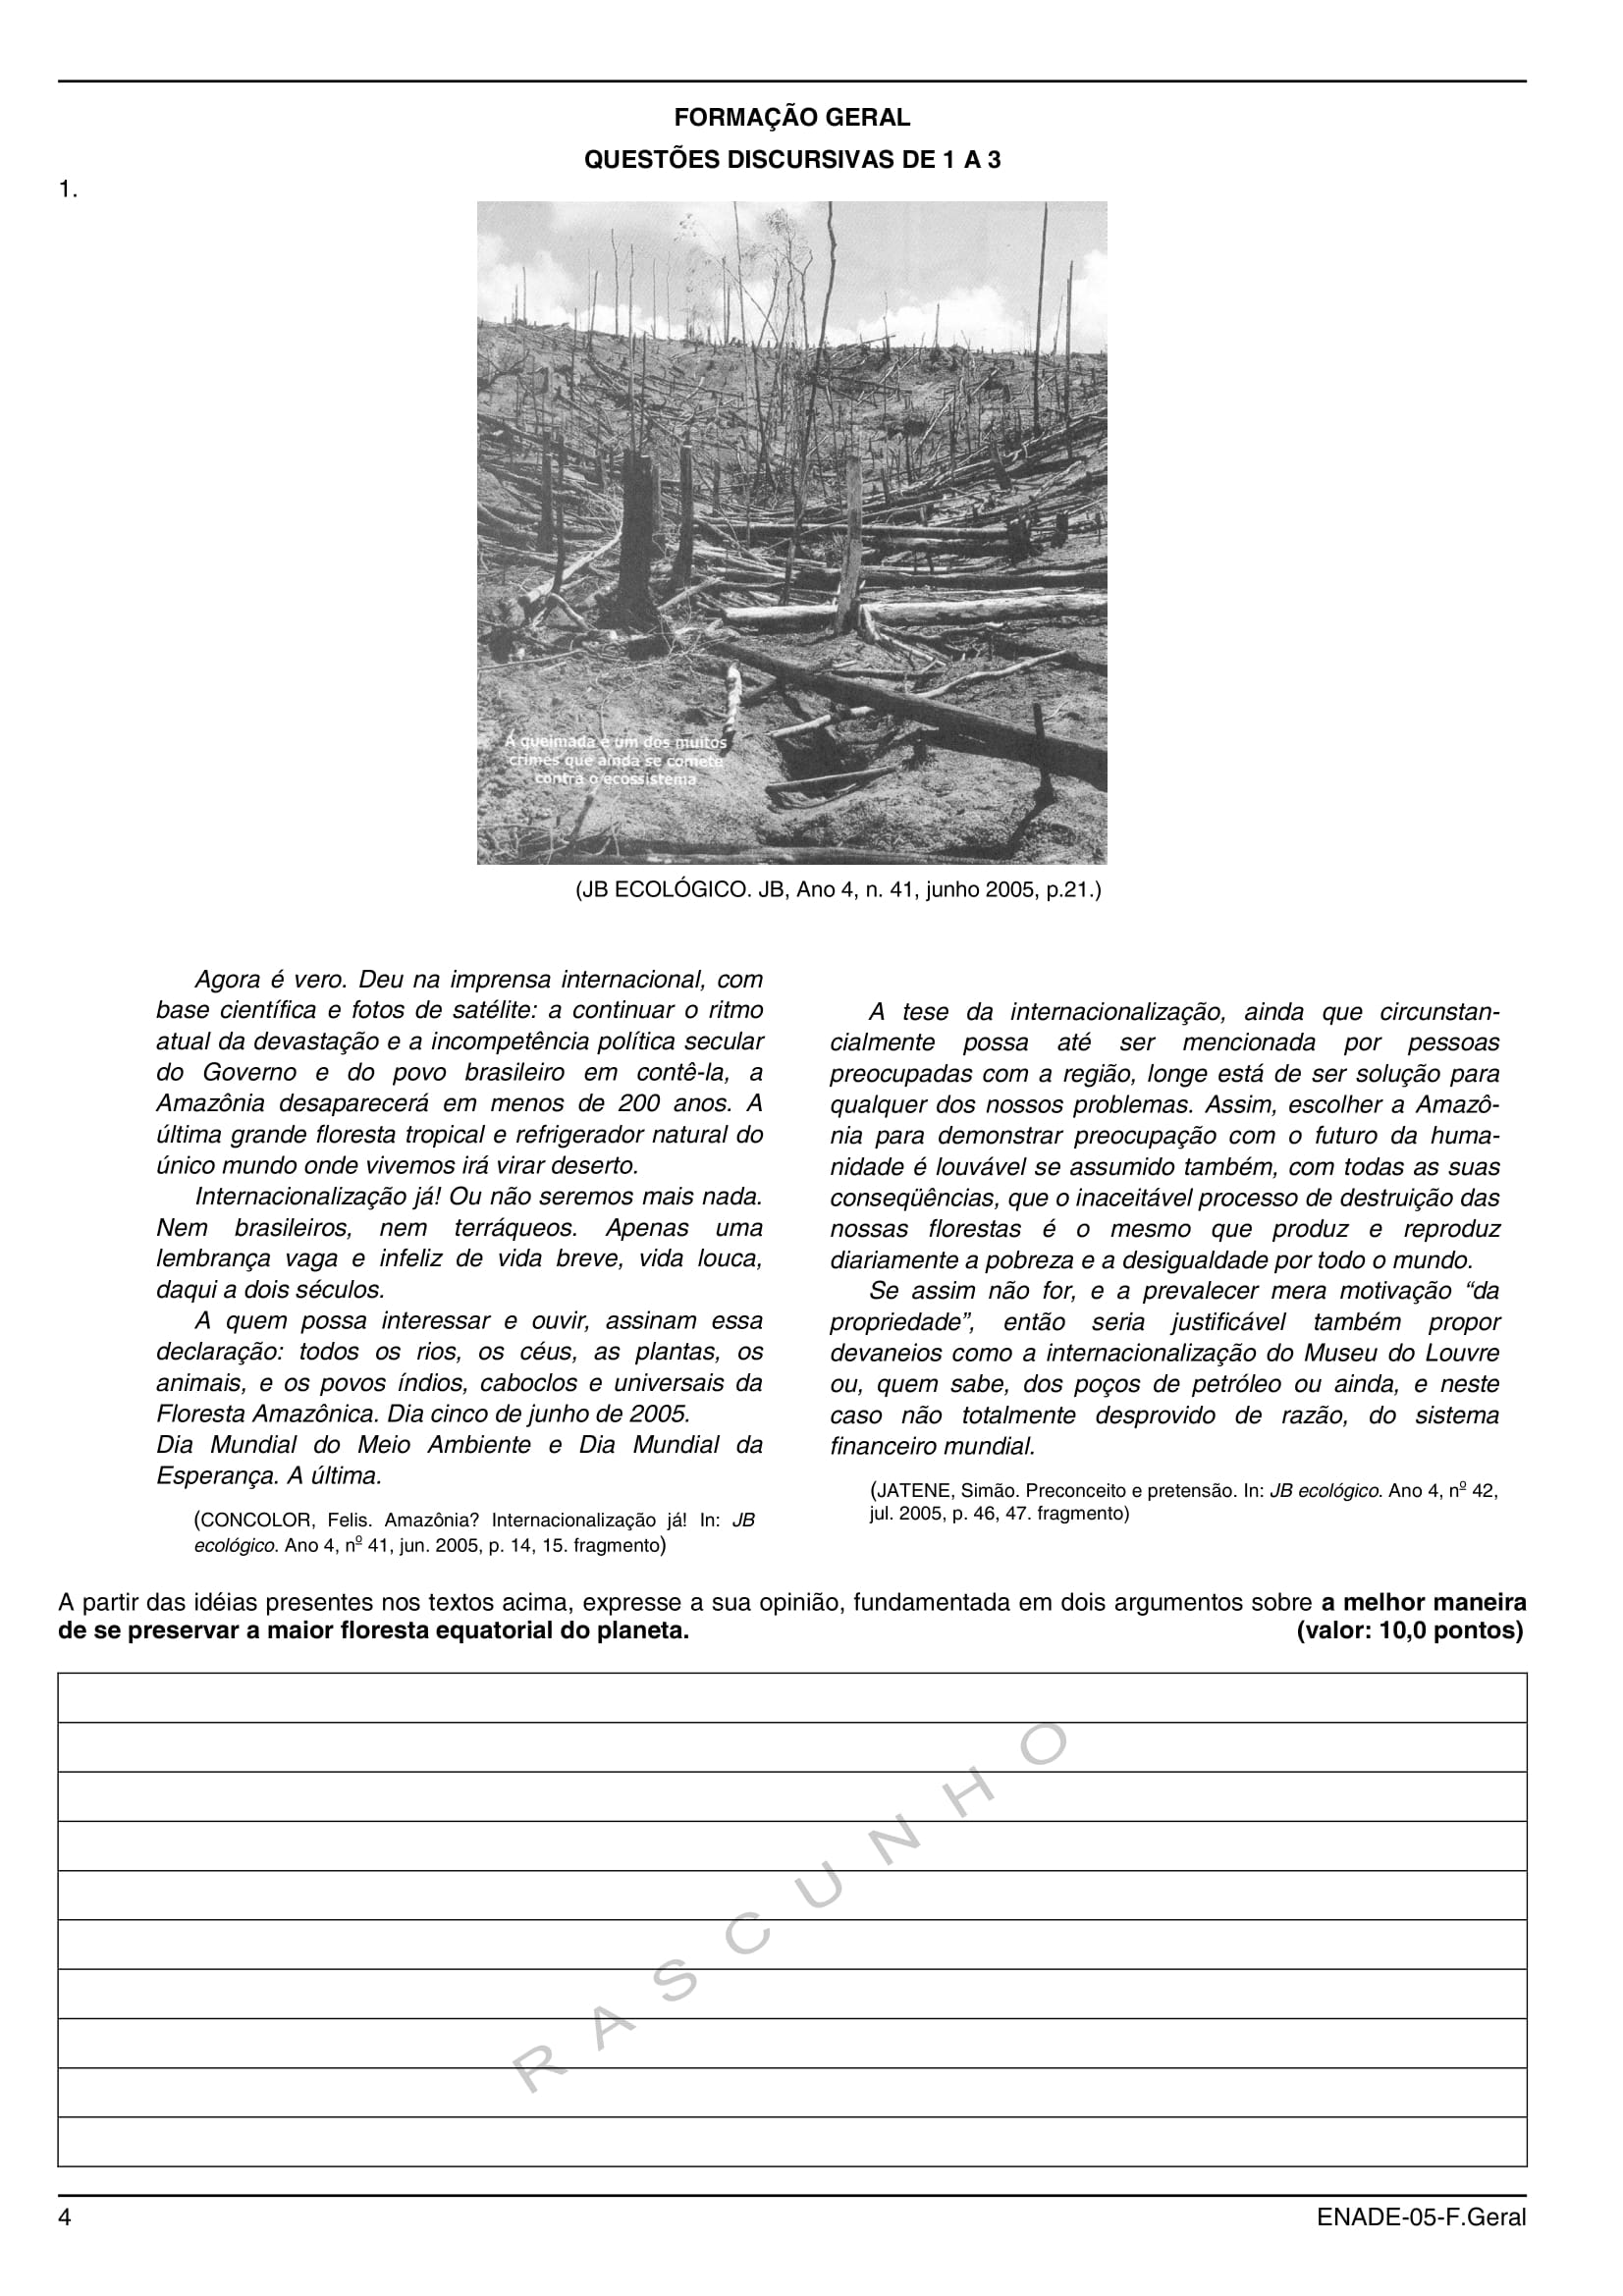 FORMAÇÃO GERAL
QUESTÕES DISCURSIVAS DE 1 A 3
1.
A queimada é um dos muitos
crimes que ainda se comete
contra o ecossistema
(JB ECOLÓGICO. JB, Ano 4, n. 41, junho 2005, p.21.)
Agora é vero. Deu na imprensa internacional, com
base científica e fotos de satélite: a continuar o ritmo
atual da devastação e a incompetência política secular
do Governo e do povo brasileiro em contê-la, a
Amazônia desaparecerá em menos de 200 anos. A
última grande floresta tropical e refrigerador natural do
único mundo onde vivemos irá virar deserto.
Internacionalização já! Ou não seremos mais nada.
Nem brasileiros, nem terráqueos. Apenas uma
lembrança vaga e infeliz de vida breve, vida louca,
daqui a dois séculos.
A quem possa interessar e ouvir, assinam essa
declaração: todos os rios, os céus, as plantas, os
animais, e os povos índios, caboclos e universais da
Floresta Amazônica. Dia cinco de junho de 2005.
Dia Mundial do Meio Ambiente e Dia Mundial da
Esperança. A última.
(CONCOLOR, Felis. Amazônia? Internacionalização já! In: JB
ecológico. Ano 4, nº 41, jun. 2005, p. 14, 15. fragmento)
A tese da internacionalização, ainda que circunstan-
cialmente possa até ser mencionada por pessoas
preocupadas com a região, longe está de ser solução para
qualquer dos nossos problemas. Assim, escolher a Amazô-
nia para demonstrar preocupação com o futuro da huma-
nidade é louvável se assumido também, com todas as suas
conseqüências, que o inaceitável processo de destruição das
nossas florestas é o mesmo que produz e reproduz
diariamente a pobreza e a desigualdade por todo o mundo.
Se assim não for, e a prevalecer mera motivação “da
propriedade”, então seria justificável também propor
devaneios como a internacionalização do Museu do Louvre
ou, quem sabe, dos poços de petróleo ou ainda, e neste
caso não totalmente desprovido de razão, do sistema
financeiro mundial.
(JATENE, Simão. Preconceito e pretensão. In: JB ecológico. Ano 4, nº 42,
jul. 2005, p. 46, 47. fragmento)
A partir das idéias presentes nos textos acima, expresse a sua opinião, fundamentada em dois argumentos sobre a melhor maneira
de se preservar a maior floresta equatorial do planeta. (valor: 10,0 pontos)
RASCUNHO
4
ENADE-05-F.Geral